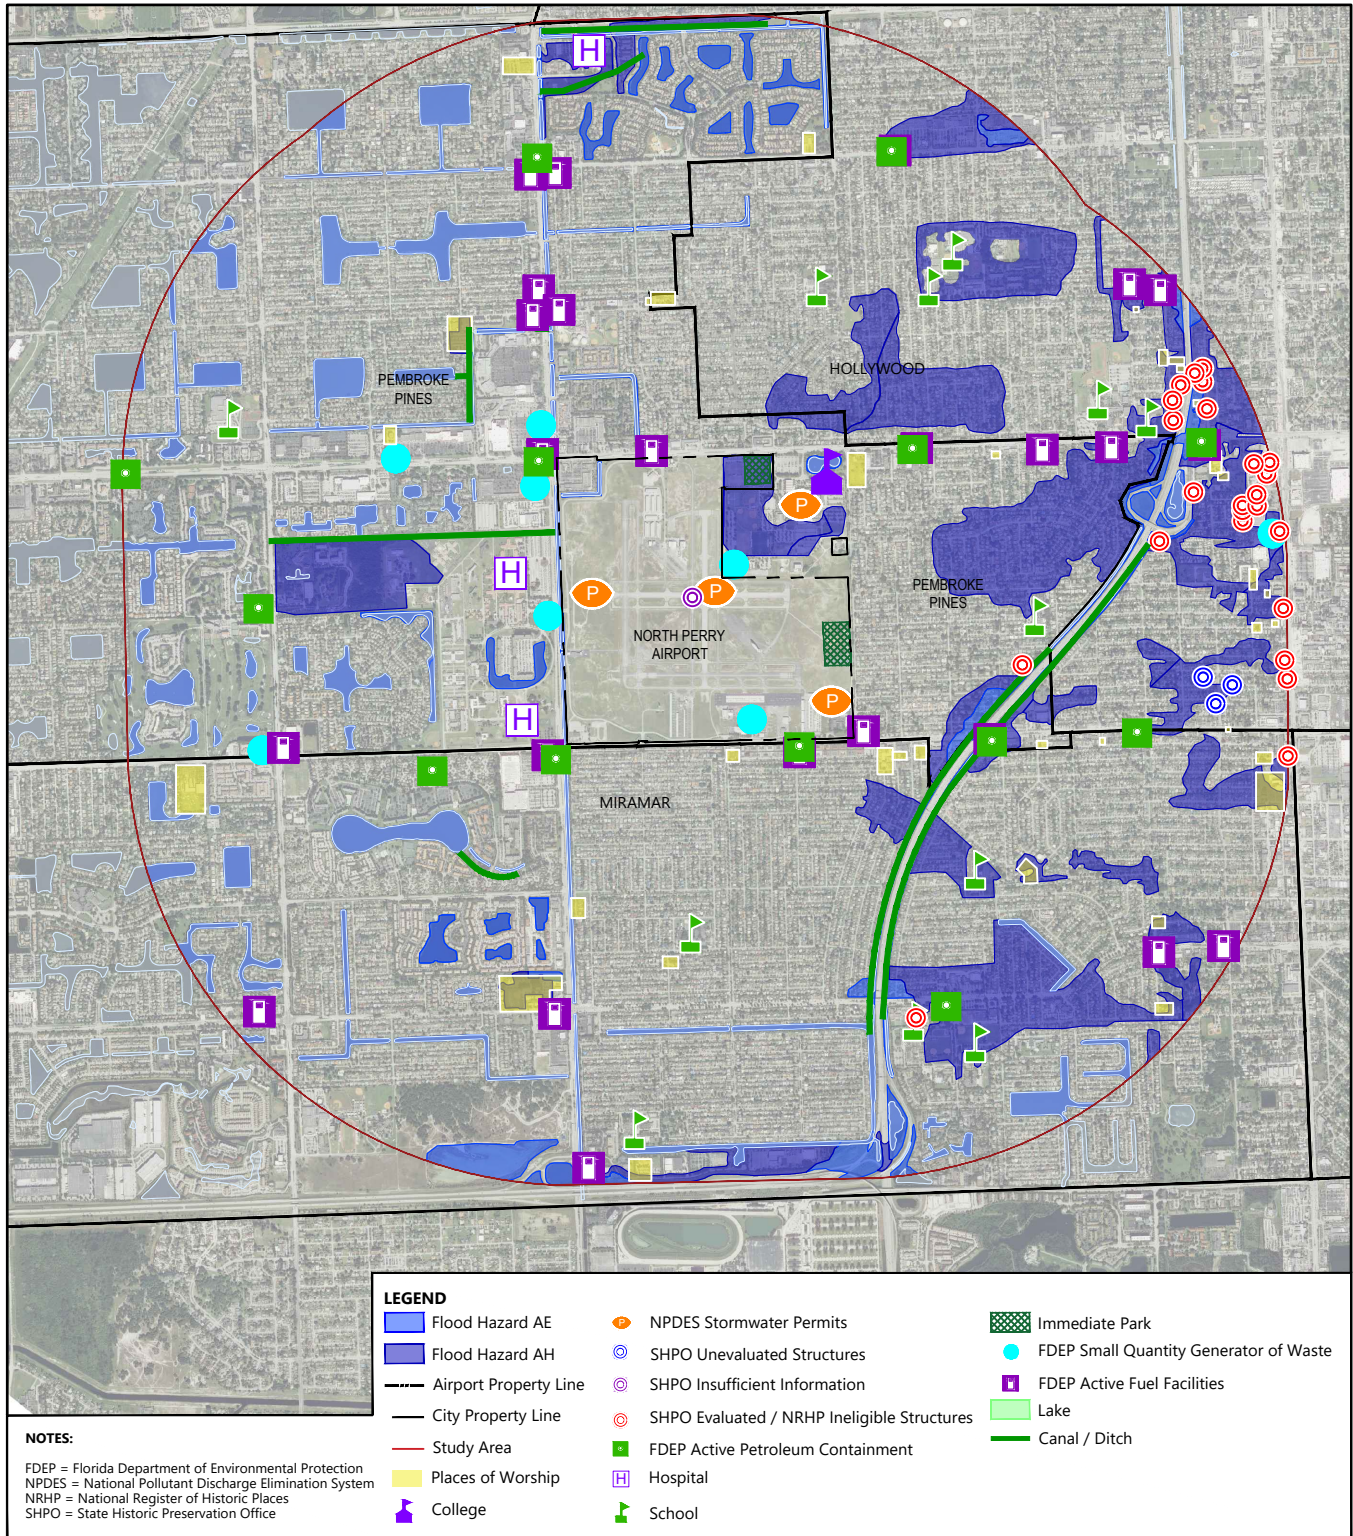 H
PEMBROKE
PINES
HOLLYWOOD
P
H
P
P
PEMBROKE
PINES
NORTH PERRY
AIRPORT
P
H
MIRAMAR
LEGEND
Flood Hazard AE
Flood Hazard AH
Airport Property Line
City Property Line
Study Area
Places of Worship
College
P NPDES Stormwater Permits
SHPO Unevaluated Structures
SHPO Insufficient Information
SHPO Evaluated / NRHP Ineligible Structures
FDEP Active Petroleum Containment
H Hospital
School
Immediate Park
FDEP Small Quantity Generator of Waste
FDEP Active Fuel Facilities
Lake
Canal / Ditch
NOTES:
FDEP = Florida Department of Environmental Protection
NPDES = National Pollutant Discharge Elimination System
NRHP = National Register of Historic Places
SHPO = State Historic Preservation Office